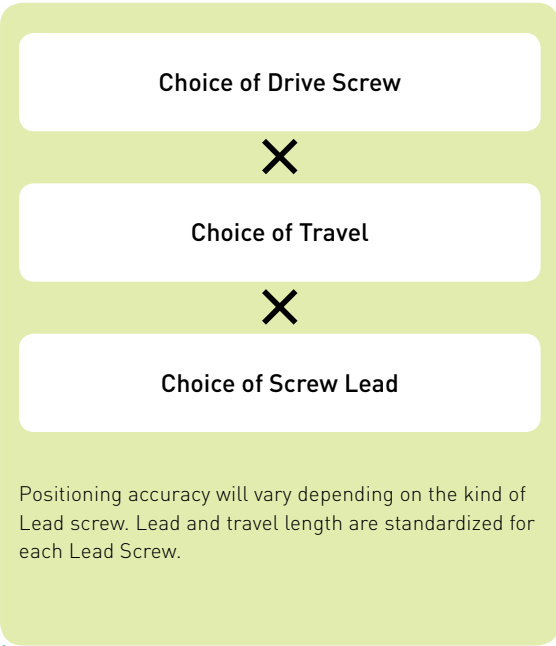 Choice of Drive Screw
×
Choice of Travel
×
Choice of Screw Lead
Positioning accuracy will vary depending on the kind of
Lead screw. Lead and travel length are standardized for
each Lead Screw.